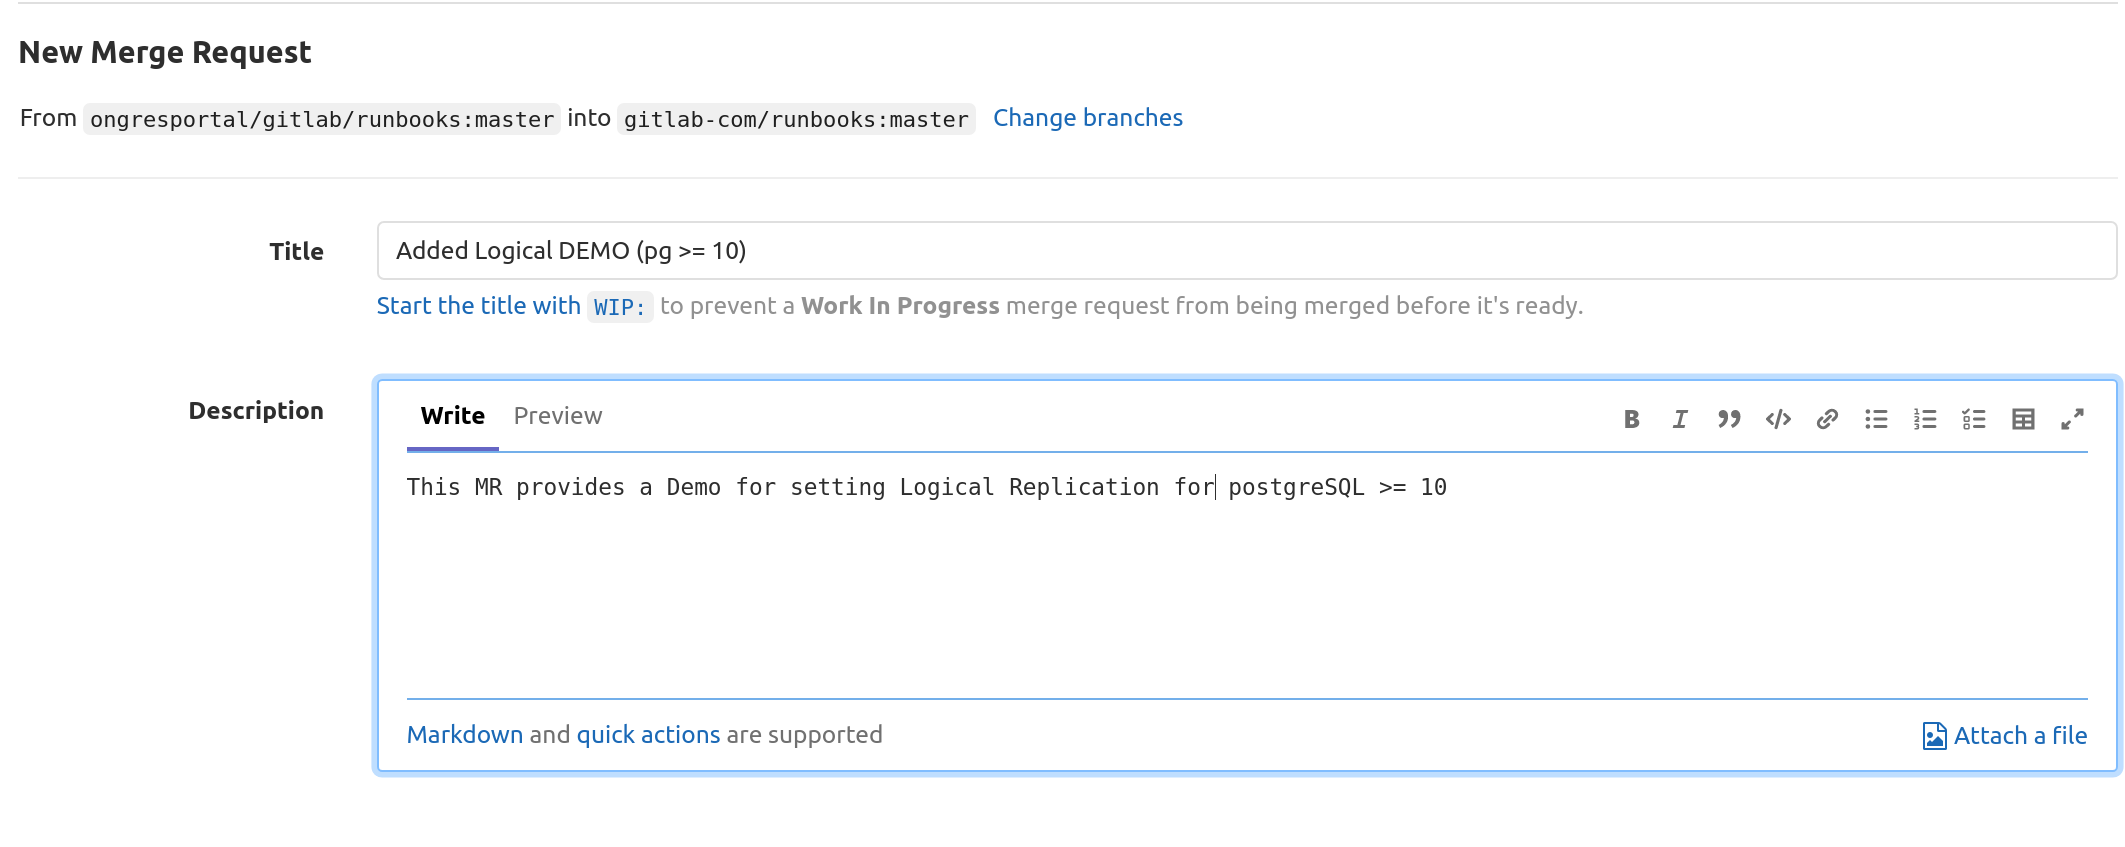 New Merge Request
From ongresportal/gitlab/runbooks:master into gitlab-com/runbooks:master Change branches
Title
Added Logical DEMO (pg >= 10)
Start the title with WIP: to prevent a Work In Progress merge request from being merged before it's ready.
Description
Write Preview
This MR provides a Demo for setting Logical Replication for postgreSQL >= 10
Markdown and quick actions are supported
Attach a file